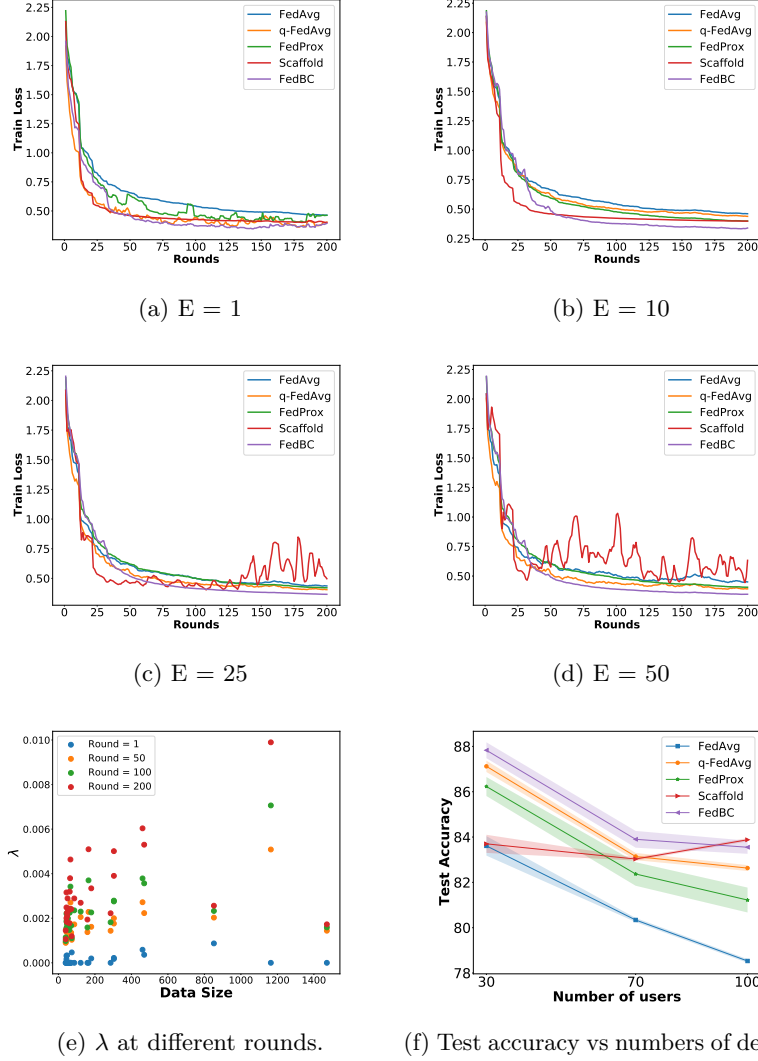 FedAvg
q-FedAvg
FedProx
Scaffold
FedBC
2.25
2.00
1.75
1.50
1.25
1.00
0.75
0.50
Train Loss
0 25 50 75 100 125 150 175 200
Rounds
(a) E = 1
FedAvg
q-FedAvg
FedProx
Scaffold
FedBC
2.25
2.00
1.75
1.50
1.25
1.00
0.75
0.50
0.25
Train Loss
0 25 50 75 100 125 150 175 200
Rounds
(b) E = 10
FedAvg
q-FedAvg
FedProx
Scaffold
FedBC
2.25
2.00
1.75
1.50
1.25
1.00
0.75
0.50
Train Loss
0 25 50 75 100 125 150 175 200
Rounds
(c) E = 25
FedAvg
q-FedAvg
FedProx
Scaffold
FedBC
2.25
2.00
1.75
1.50
1.25
1.00
0.75
0.50
Train Loss
0 25 50 75 100 125 150 175 200
Rounds
(d) E = 50
Round = 1
Round = 50
Round = 100
Round = 200
0.010
0.008
0.006
0.004
0.002
0.000
λ
0 200 400 600 800 1000 1200 1400
Data Size
(e) λ at different rounds.
FedAvg
q-FedAvg
FedProx
Scaffold
FedBC
88
86
84
82
80
78
Test Accuracy
30 70 100
Number of users
(f) Test accuracy vs numbers of de